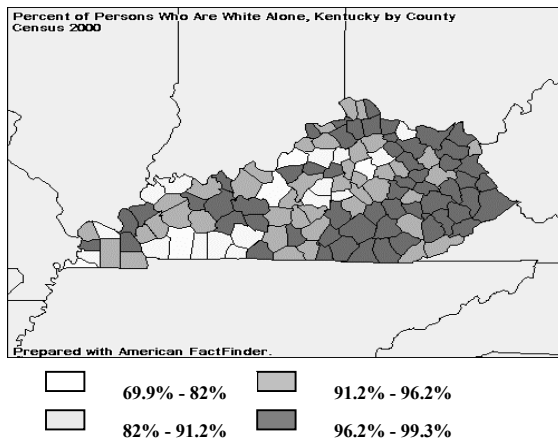 Percent of Persons Who Are White Alone, Kentucky by County
Census 2000
Prepared with American FactFinder.
69.9% - 82%
91.2% - 96.2%
82% - 91.2%
96.2% - 99.3%